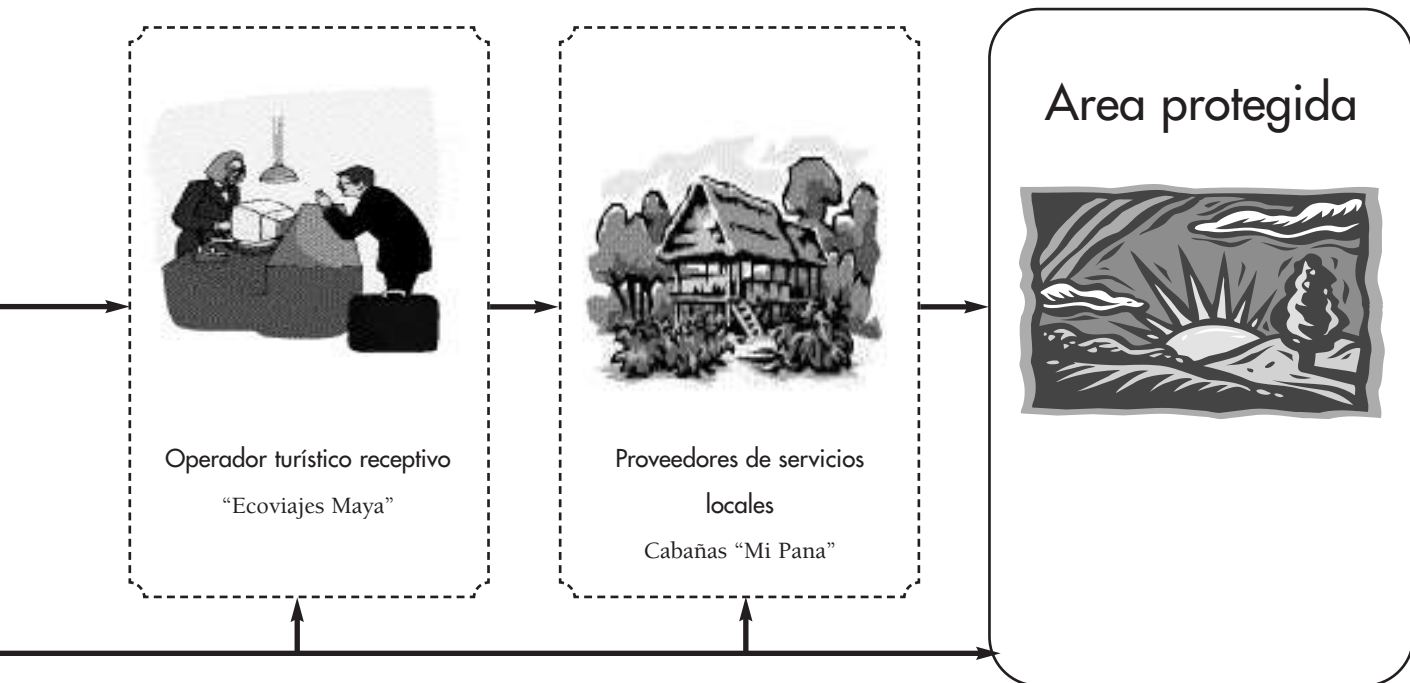 Area protegida
Operador turístico receptivo
“Ecoviajes Maya”
Proveedores de servicios
locales
Cabañas “Mi Pana”